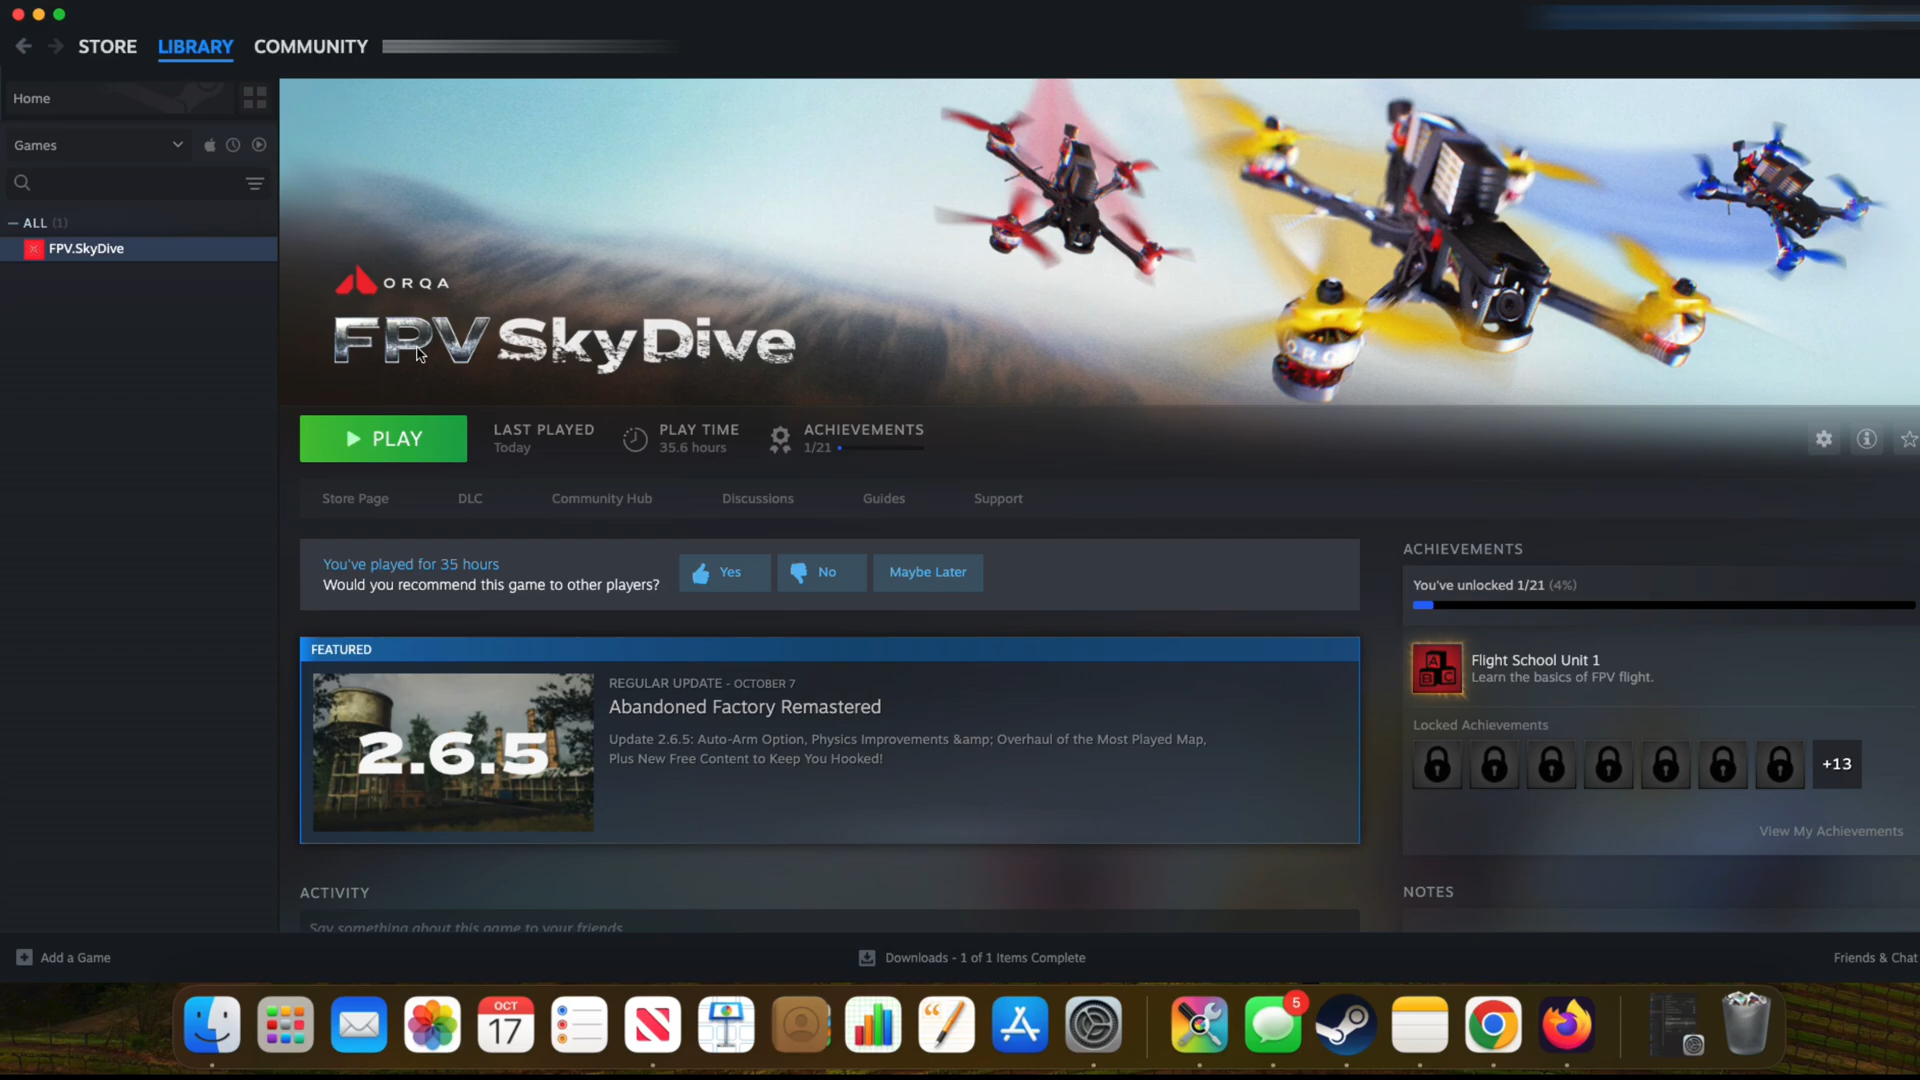 STORE
LIBRARY
COMMUNITY
Home
Games
ALL (1)
FPV.SkyDive
ORQA
FPV SkyDive
ORQA
PLAY
LAST PLAYED
Today
PLAY TIME
35.6 hours
ACHIEVEMENTS
1/21
Store Page
DLC
Community Hub
Discussions
Guides
Support
You've played for 35 hours
Would you recommend this game to other players?
Yes
No
Maybe Later
FEATURED
2.6.5
REGULAR UPDATE - OCTOBER 7
Abandoned Factory Remastered
Update 2.6.5: Auto-Arm Option, Physics Improvements &amp; Overhaul of the Most Played Map,
Plus New Free Content to Keep You Hooked!
ACTIVITY
Say something about this game to your friends
ACHIEVEMENTS
You've unlocked 1/21 (4%)
A
B C
Flight School Unit 1
Learn the basics of FPV flight.
Locked Achievements
+13
View My Achievements
NOTES
Add a Game
Downloads - 1 of 1 Items Complete
Friends & Chat
OCT
17
5